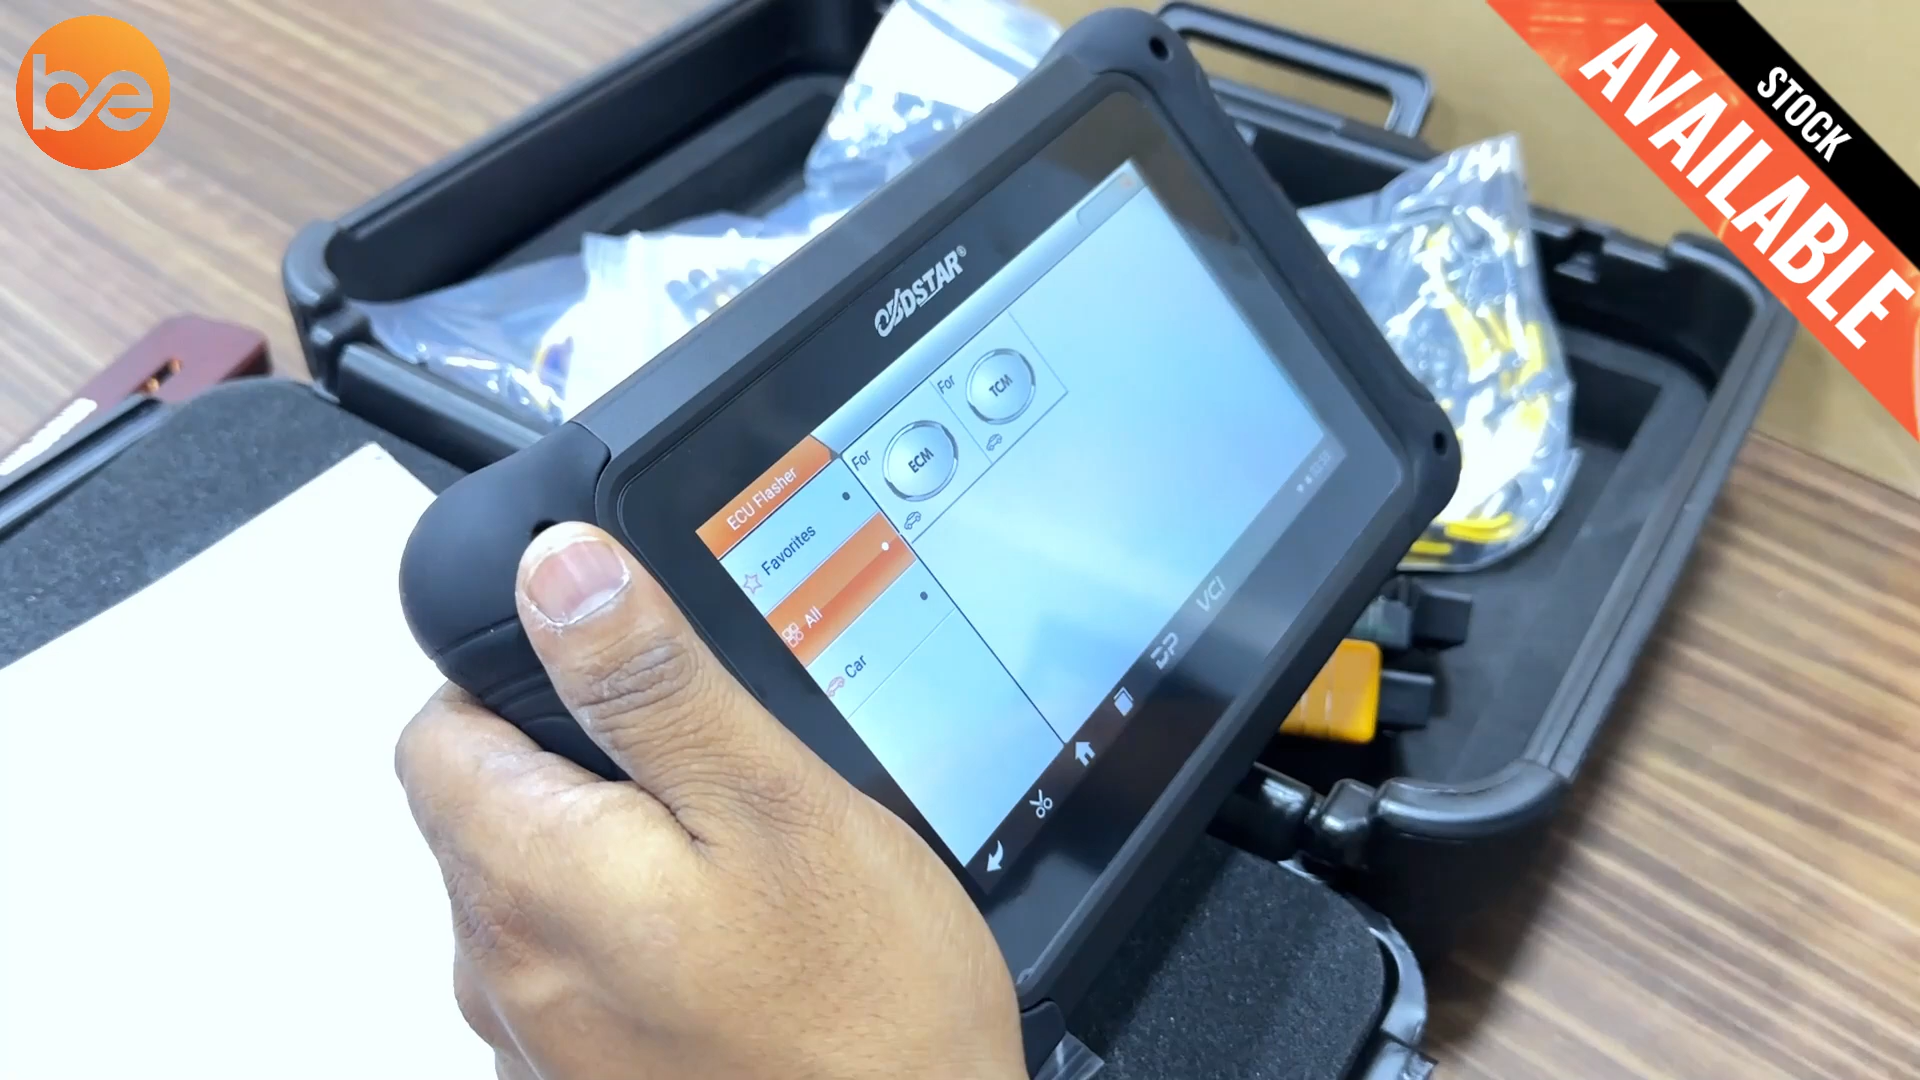 be
STOCK
AVAILABLE
OBDSTAR®
ECU Flasher
Favorites
All
Car
For
ECM
For
TCM
DP
VCI